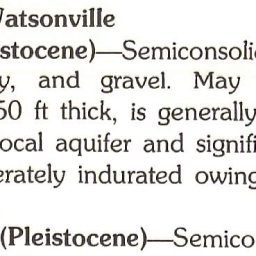 Watsonville
stocene)—Semiconsoli
y, and gravel. May
50 ft thick, is generally
ocal aquifer and signifi
erately indurated owing
(Pleistocene)—Semico